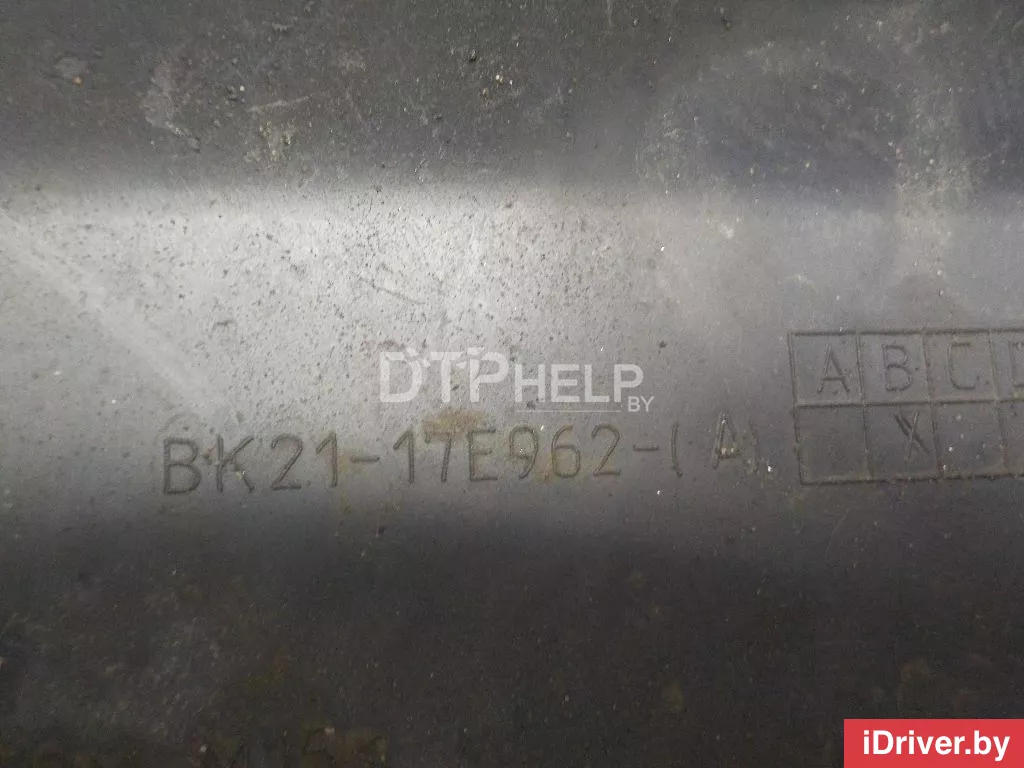 A B C D
DTPHELP
.BY
BK21-17E962-(A)
X
iDriver.by